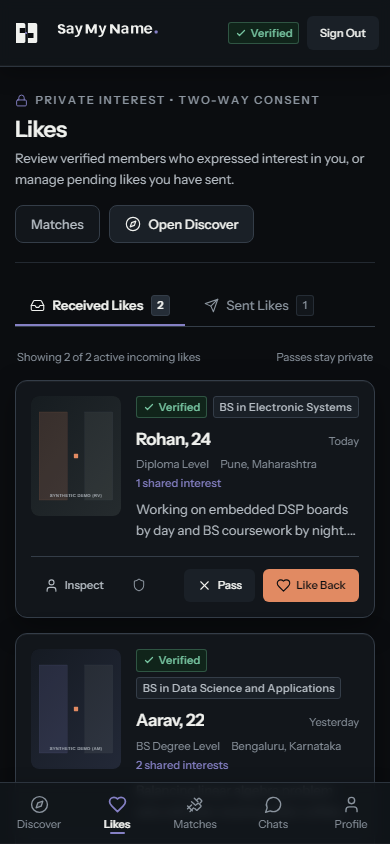 Say My Name.
Verified
Sign Out
PRIVATE INTEREST • TWO-WAY CONSENT
Likes
Review verified members who expressed interest in you, or
manage pending likes you have sent.
Matches
Open Discover
Received Likes 2
Sent Likes 1
Showing 2 of 2 active incoming likes
Passes stay private
SYNTHETIC DEMO (RV)
Verified
BS in Electronic Systems
Rohan, 24
Today
Diploma Level Pune, Maharashtra
1 shared interest
Working on embedded DSP boards
by day and BS coursework by night....
Inspect
Pass
Like Back
SYNTHETIC DEMO (AM)
Verified
BS in Data Science and Applications
Aarav, 22
Yesterday
BS Degree Level Bengaluru, Karnataka
2 shared interests
Discover
Likes
Matches
Chats
Profile